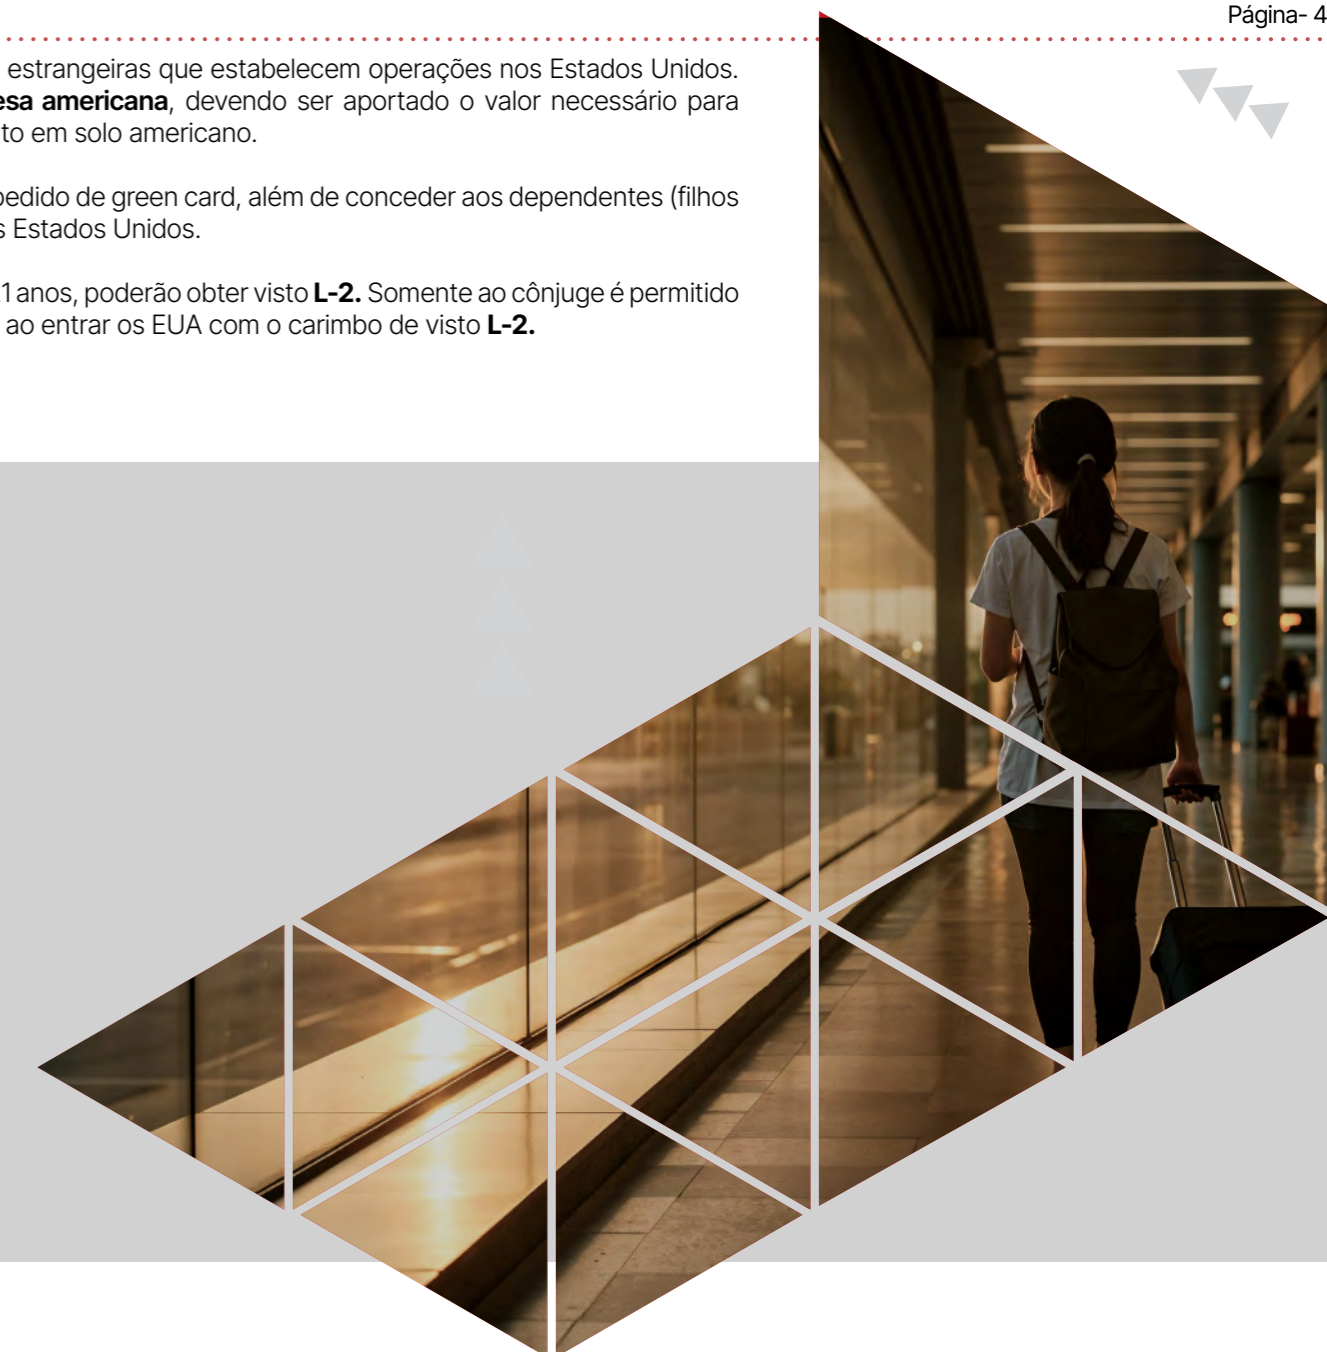 Página- 4
estrangeiras que estabelecem operações nos Estados Unidos.
esa americana, devendo ser aportado o valor necessário para
to em solo americano.
pedido de green card, além de conceder aos dependentes (filhos
s Estados Unidos.
1 anos, poderão obter visto L-2. Somente ao cônjuge é permitido
ao entrar os EUA com o carimbo de visto L-2.